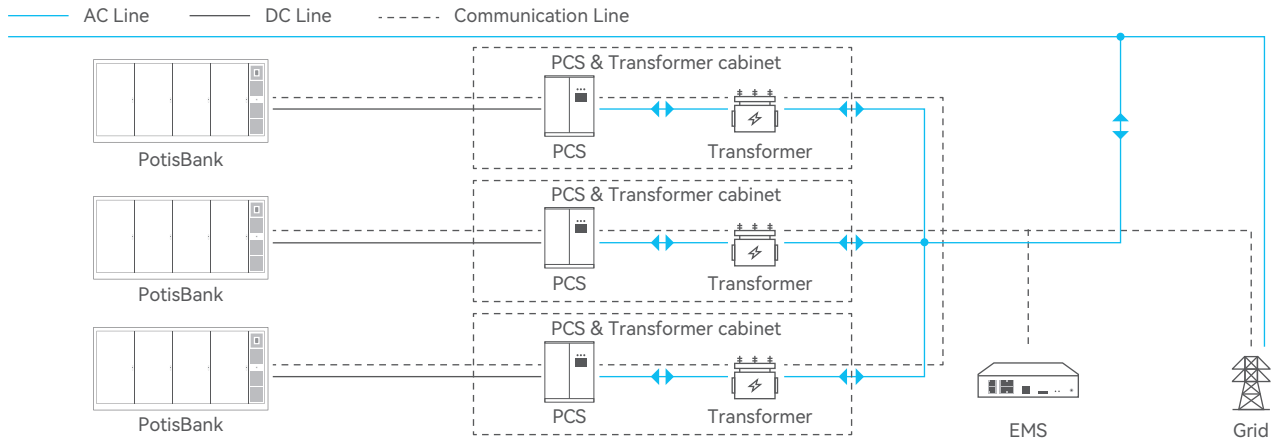 AC Line
DC Line
Communication Line
PCS & Transformer cabinet
PotisBank
PCS
Transformer
PCS & Transformer cabinet
PotisBank
PCS
Transformer
PCS & Transformer cabinet
PotisBank
PCS
Transformer
EMS
Grid